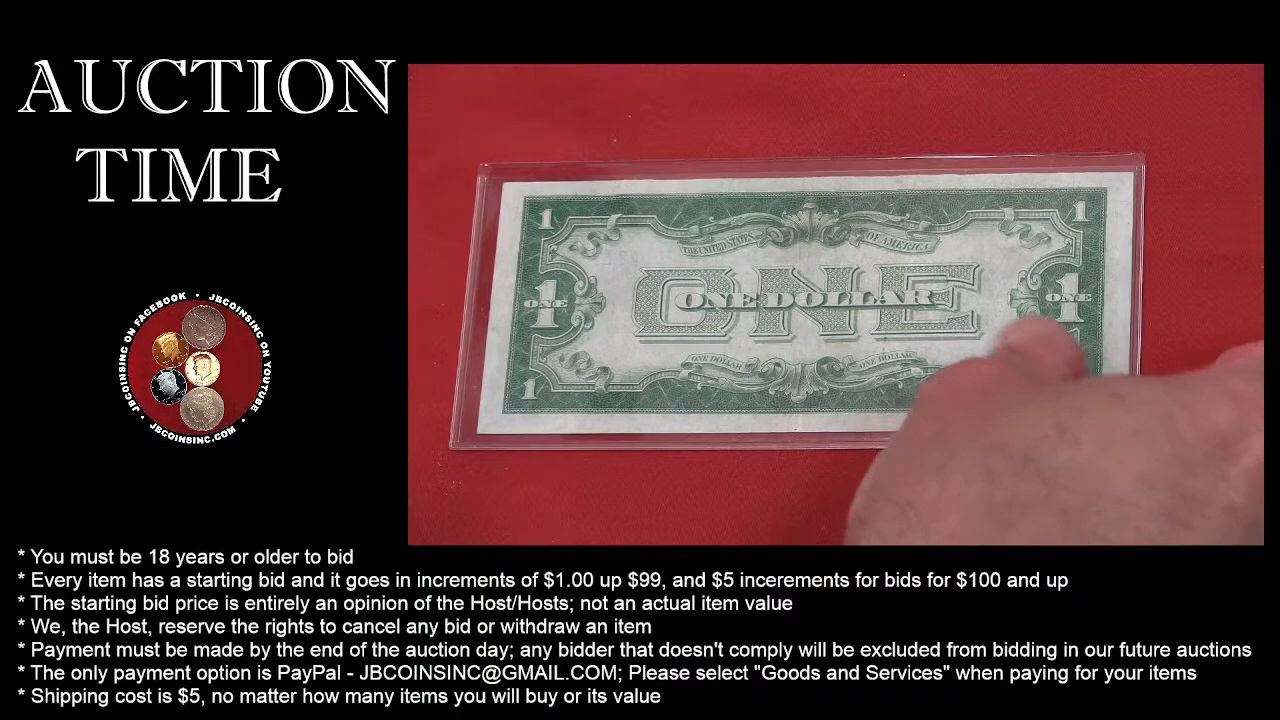 AUCTION
TIME
JBCOINSINC ON FACEBOOK • JBCOINSINC ON YOUTUBE • JBCOINSINC.COM •
THE UNITED STATES OF AMERICA
1 1
ONE
ONE DOLLAR
1 ONE
1 ONE
ONE DOLLAR ONE DOLLAR
1
* You must be 18 years or older to bid
* Every item has a starting bid and it goes in increments of $1.00 up $99, and $5 incerements for bids for $100 and up
* The starting bid price is entirely an opinion of the Host/Hosts; not an actual item value
* We, the Host, reserve the rights to cancel any bid or withdraw an item
* Payment must be made by the end of the auction day; any bidder that doesn't comply will be excluded from bidding in our future auctions
* The only payment option is PayPal - JBCOINSINC@GMAIL.COM; Please select "Goods and Services" when paying for your items
* Shipping cost is $5, no matter how many items you will buy or its value